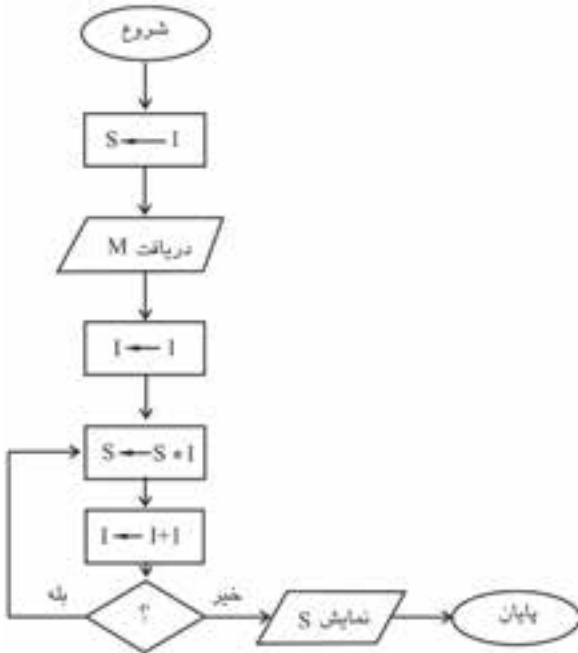 شروع
S ← 1
دریافت M
I ← 1
S ← S * I
I ← I+1
؟
بله
خیر
نمایش S
پایان